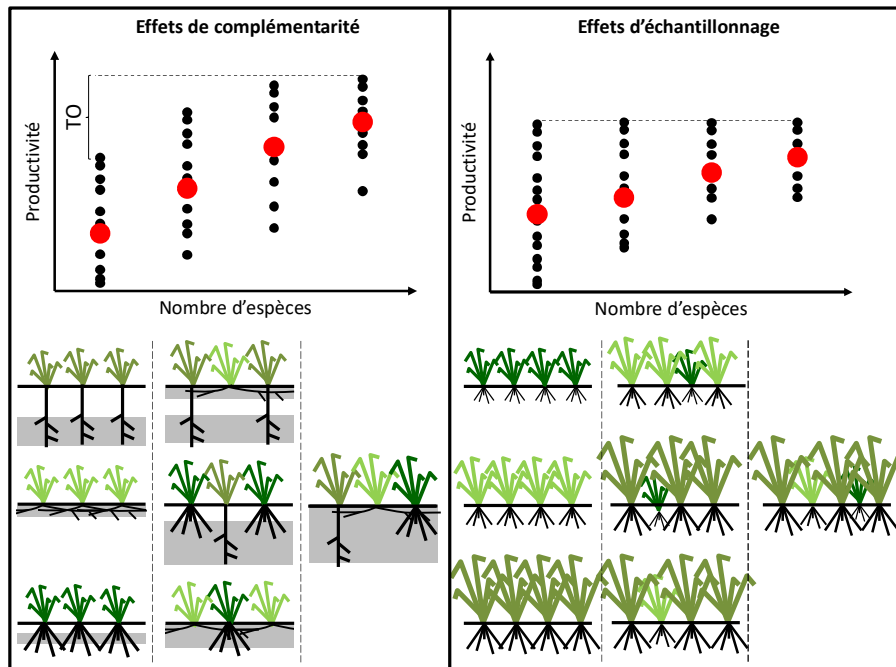 Effets de complémentarité
TO
Productivité
Nombre d'espèces
Effets d'échantillonnage
Productivité
Nombre d'espèces